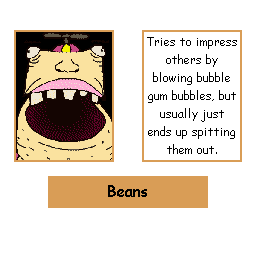 Tries to impress
others by
blowing bubble
gum bubbles, but
usually just
ends up spitting
them out.
Beans